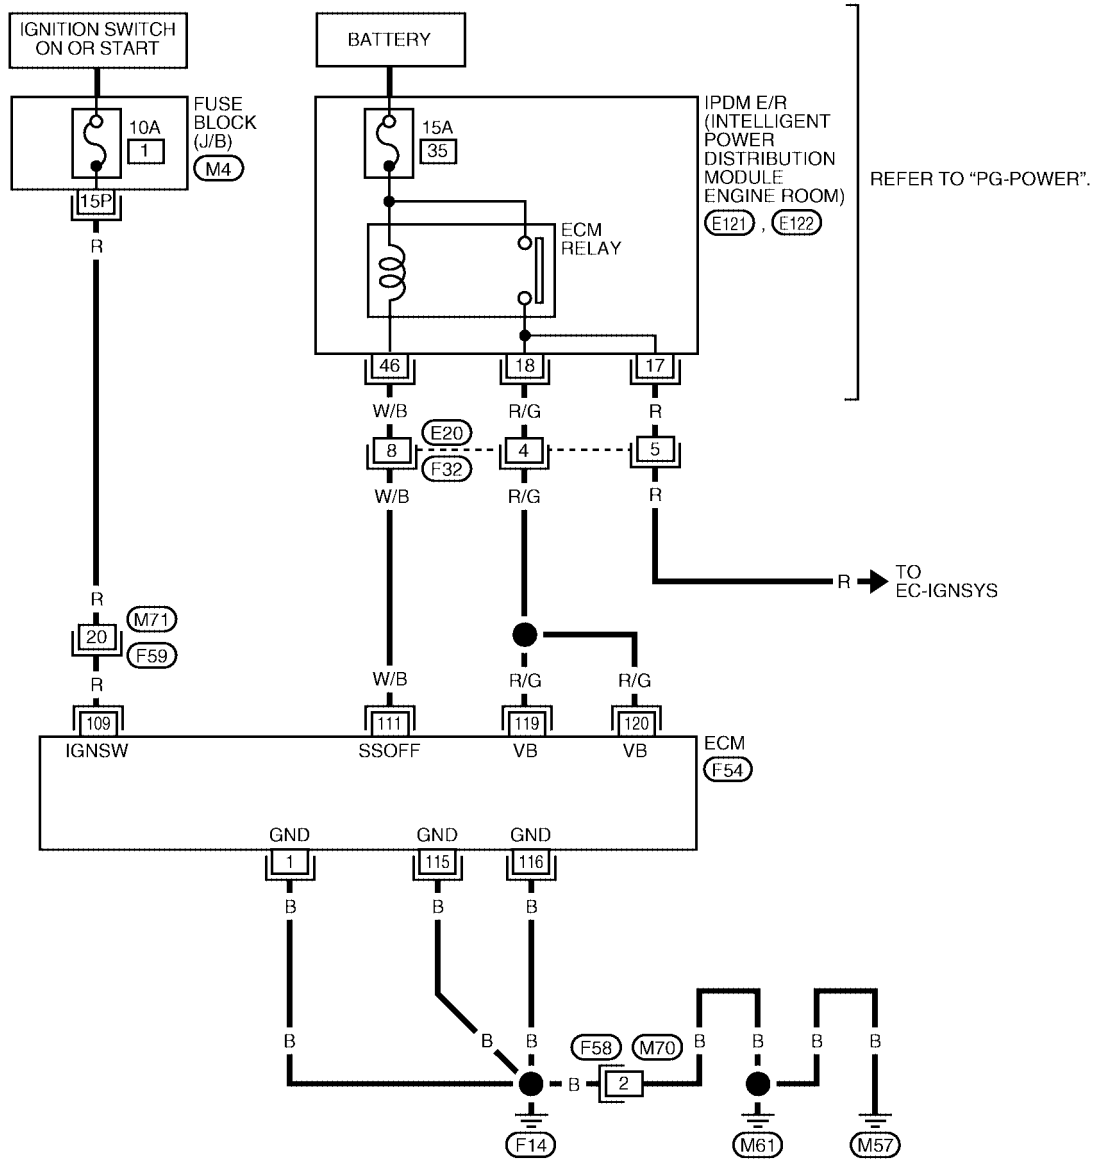 IGNITION SWITCH
ON OR START
BATTERY
FUSE
BLOCK
(J/B)
M4
10A
1
15P
R
15A
35
IPDM E/R
(INTELLIGENT
POWER
DISTRIBUTION
MODULE
ENGINE ROOM)
E121 , E122
REFER TO “PG-POWER”.
ECM
RELAY
46
18
17
W/B
R/G
R
8
E20
F32
4
5
W/B
R/G
R
R
TO
EC-IGNSYS
R
20
M71
F59
R
W/B
R/G
R/G
109
111
119
120
IGNSW
SSOFF
VB
VB
ECM
F54
GND
GND
GND
1
115
116
B
B
B
B
B
B
B
F58
M70
2
B
B
B
B
F14
M61
M57